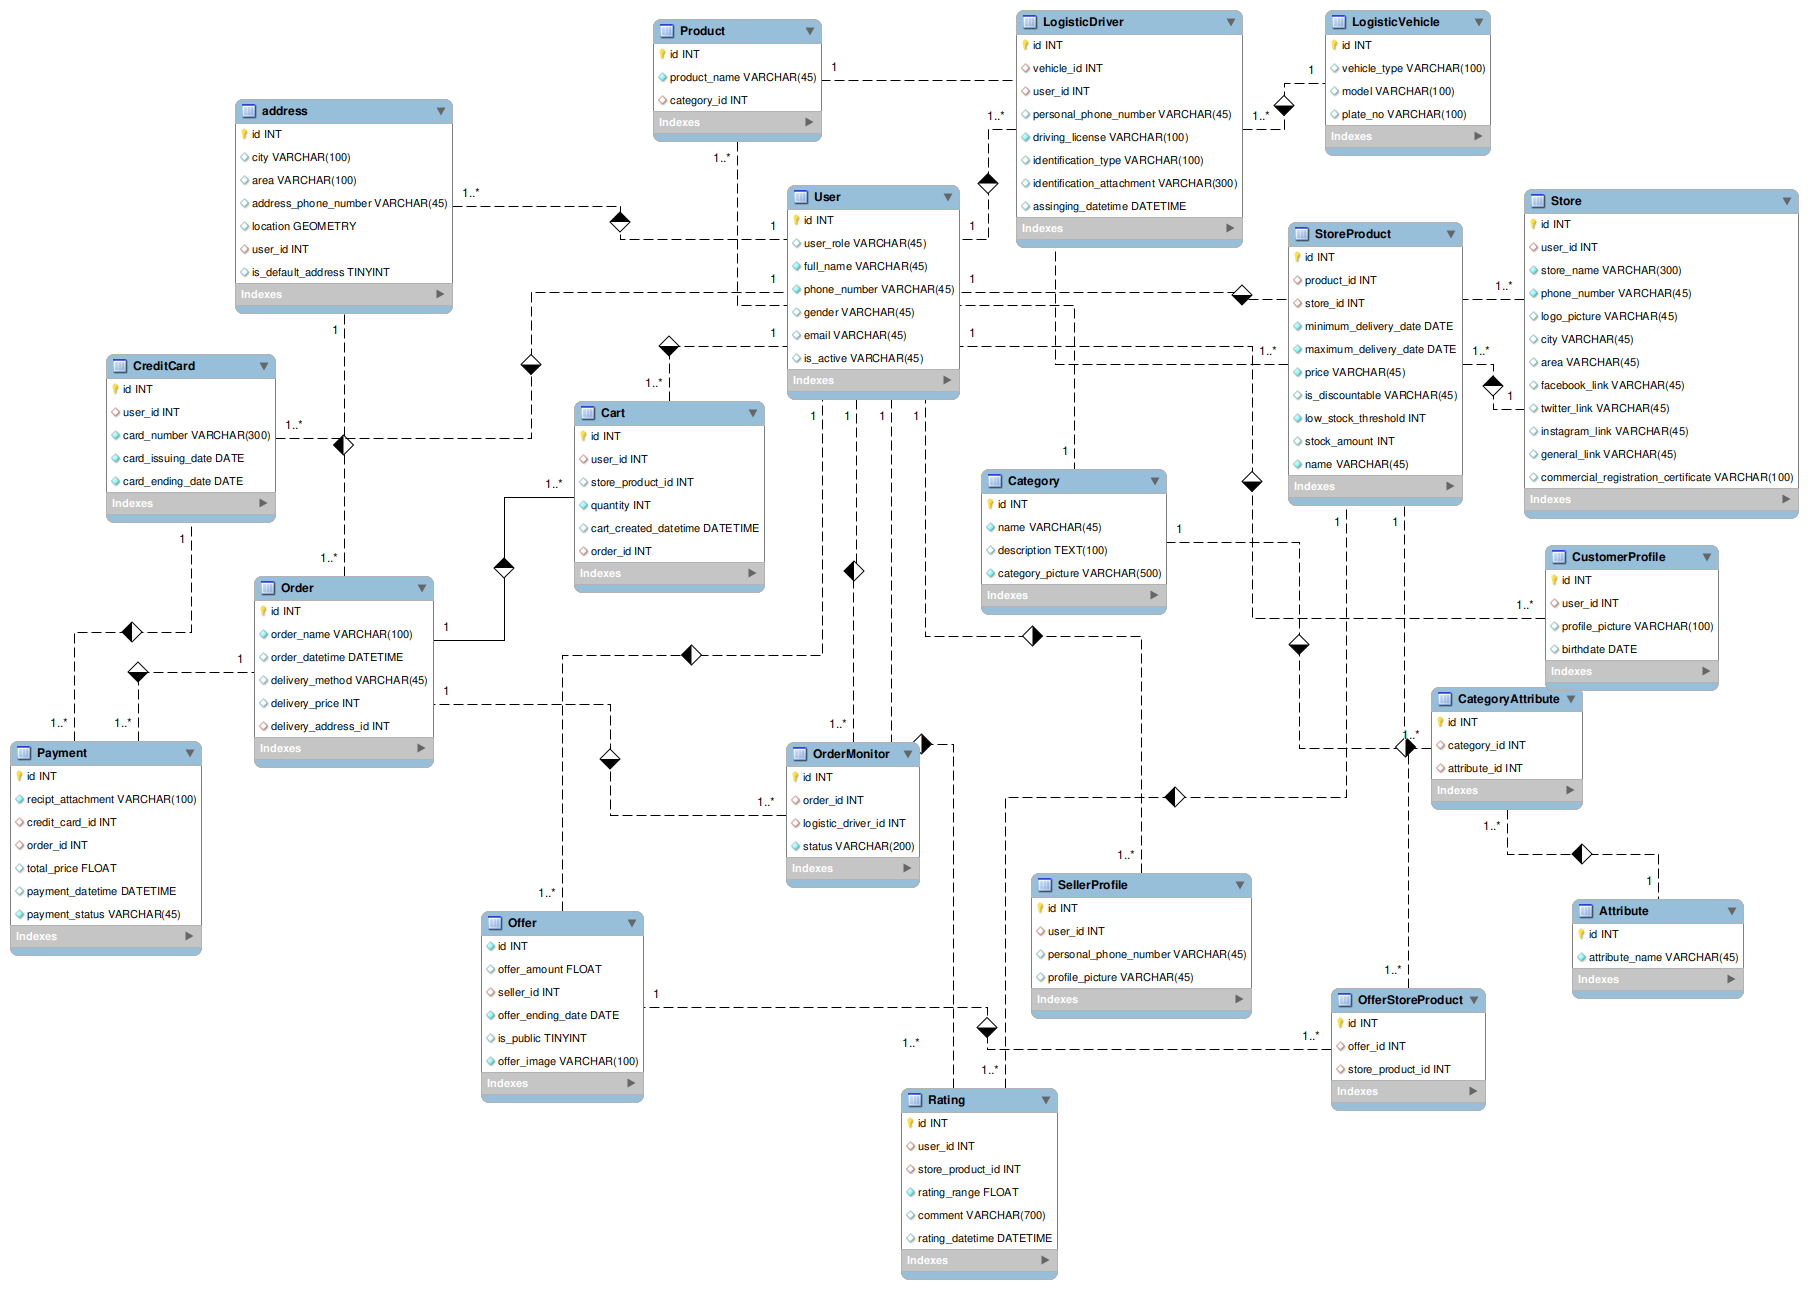 Product
id INT
product_name VARCHAR(45)
category_id INT
Indexes
LogisticDriver
id INT
vehicle_id INT
user_id INT
personal_phone_number VARCHAR(45)
driving_license VARCHAR(100)
identification_type VARCHAR(100)
identification_attachment VARCHAR(300)
assinging_datetime DATETIME
Indexes
LogisticVehicle
id INT
vehicle_type VARCHAR(100)
model VARCHAR(100)
plate_no VARCHAR(100)
Indexes
1
1
1..*
1..*
1..*
address
id INT
city VARCHAR(100)
area VARCHAR(100)
address_phone_number VARCHAR(45)
location GEOMETRY
user_id INT
is_default_address TINYINT
Indexes
1..*
1
User
id INT
user_role VARCHAR(45)
full_name VARCHAR(45)
phone_number VARCHAR(45)
gender VARCHAR(45)
email VARCHAR(45)
is_active VARCHAR(45)
Indexes
1..*
1
1
1
1
1
1
1
1
1
1
StoreProduct
id INT
product_id INT
store_id INT
minimum_delivery_date DATE
maximum_delivery_date DATE
price VARCHAR(45)
is_discountable VARCHAR(45)
low_stock_threshold INT
stock_amount INT
name VARCHAR(45)
Indexes
1..*
1..*
1..*
1
1
1
Store
id INT
user_id INT
store_name VARCHAR(300)
phone_number VARCHAR(45)
logo_picture VARCHAR(45)
city VARCHAR(45)
area VARCHAR(45)
facebook_link VARCHAR(45)
twitter_link VARCHAR(45)
instagram_link VARCHAR(45)
general_link VARCHAR(45)
commercial_registration_certificate VARCHAR(100)
Indexes
CreditCard
id INT
user_id INT
card_number VARCHAR(300)
card_issuing_date DATE
card_ending_date DATE
Indexes
1..*
1
Cart
id INT
user_id INT
store_product_id INT
quantity INT
cart_created_datetime DATETIME
order_id INT
Indexes
1..*
1..*
Category
id INT
name VARCHAR(45)
description TEXT(100)
category_picture VARCHAR(500)
Indexes
1
1
CustomerProfile
id INT
user_id INT
profile_picture VARCHAR(100)
birthdate DATE
Indexes
1..*
Order
id INT
order_name VARCHAR(100)
order_datetime DATETIME
delivery_method VARCHAR(45)
delivery_price INT
delivery_address_id INT
Indexes
1..*
1
1
1
CategoryAttribute
id INT
category_id INT
attribute_id INT
Indexes
1..*
1..*
Payment
id INT
recipt_attachment VARCHAR(100)
credit_card_id INT
order_id INT
total_price FLOAT
payment_datetime DATETIME
payment_status VARCHAR(45)
Indexes
1..*
1..*
OrderMonitor
id INT
order_id INT
logistic_driver_id INT
status VARCHAR(200)
Indexes
1..*
1..*
SellerProfile
id INT
user_id INT
personal_phone_number VARCHAR(45)
profile_picture VARCHAR(45)
Indexes
1..*
Attribute
id INT
attribute_name VARCHAR(45)
Indexes
1
Offer
id INT
offer_amount FLOAT
seller_id INT
offer_ending_date DATE
is_public TINYINT
offer_image VARCHAR(100)
Indexes
1..*
1
OfferStoreProduct
id INT
offer_id INT
store_product_id INT
Indexes
1..*
1..*
Rating
id INT
user_id INT
store_product_id INT
rating_range FLOAT
comment VARCHAR(700)
rating_datetime DATETIME
Indexes
1..*
1..*